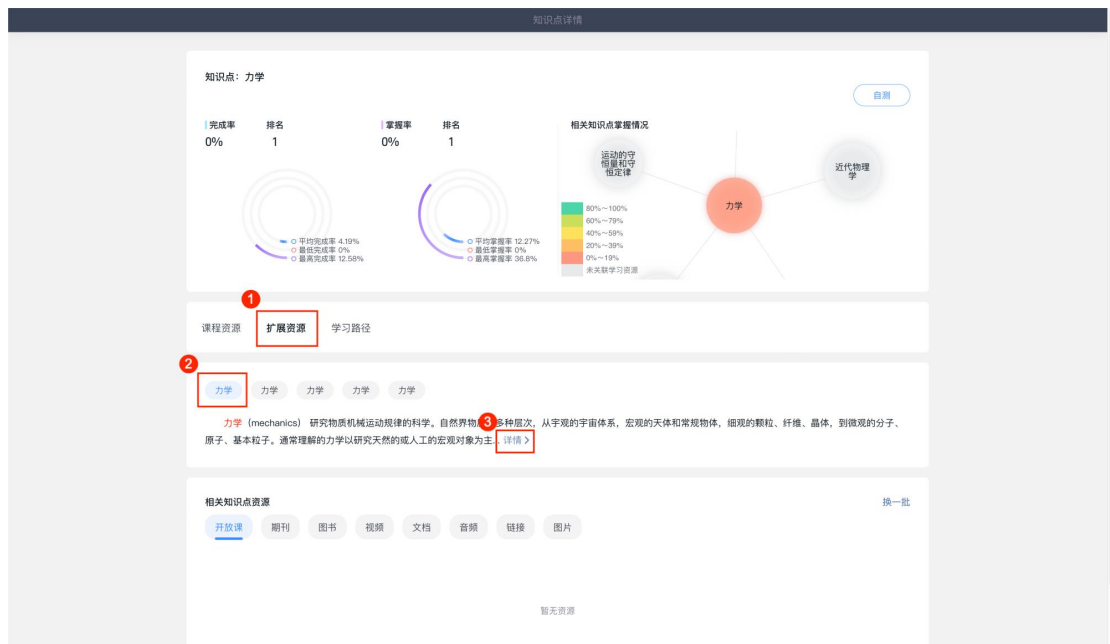 知识点详情
知识点：力学
自测
完成率 排名
0% 1
平均完成率 4.19%
最低完成率 0%
最高完成率 12.58%
掌握率 排名
0% 1
平均掌握率 12.27%
最低掌握率 0%
最高掌握率 36.8%
相关知识点掌握情况
运动的守
恒量和守
恒定律
近代物理
学
力学
80%～100%
60%～79%
40%～59%
20%～39%
0%～19%
未关联学习资源
1
课程资源 扩展资源 学习路径
2
力学 力学 力学 力学 力学
3
力学 (mechanics) 研究物质机械运动规律的科学。自然界物 多种层次，从宇观的宇宙体系，宏观的天体和常规物体，细观的颗粒、纤维、晶体，到微观的分子、
原子、基本粒子。通常理解的力学以研究天然的或人工的宏观对象为主... 详情 >
相关知识点资源 换一批
开放课 期刊 图书 视频 文档 音频 链接 图片
暂无资源